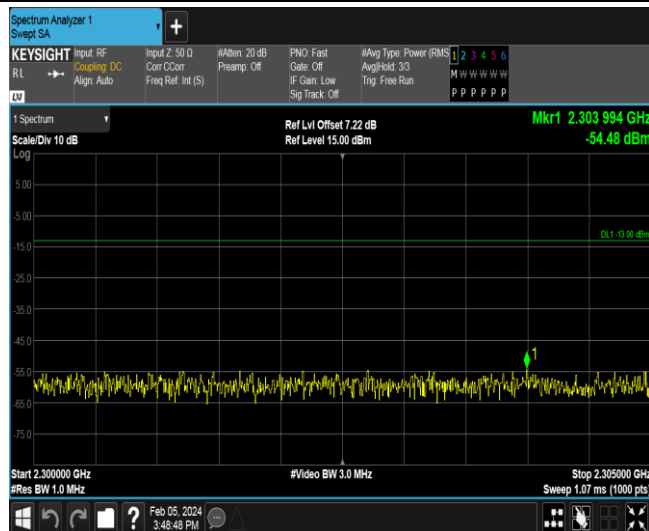 Spectrum Analyzer 1
Swept SA
+
KEYSIGHT
RL
Input: RF
Coupling: DC
Align: Auto
Input Z: 50 Ω
Corr CCorr
Freq Ref: Int (S)
#Atten: 20 dB
Preamp: Off
PNO: Fast
Gate: Off
IF Gain: Low
Sig Track: Off
#Avg Type: Power (RMS
Avg|Hold: 3/3
Trig: Free Run
1 2 3 4 5 6
M W W W W W
P P P P P P
1 Spectrum
Scale/Div 10 dB
Ref Lvl Offset 7.22 dB
Ref Level 15.00 dBm
Mkr1 2.303 994 GHz
-54.48 dBm
Log
5.00
-5.00
DL1 -13.00 dBm
-15.0
-25.0
-35.0
-45.0
1
-55.0
-65.0
-75.0
Start 2.300000 GHz
#Res BW 1.0 MHz
#Video BW 3.0 MHz
Stop 2.305000 GHz
Sweep 1.07 ms (1000 pts)
?
Feb 05, 2024
3:48:48 PM